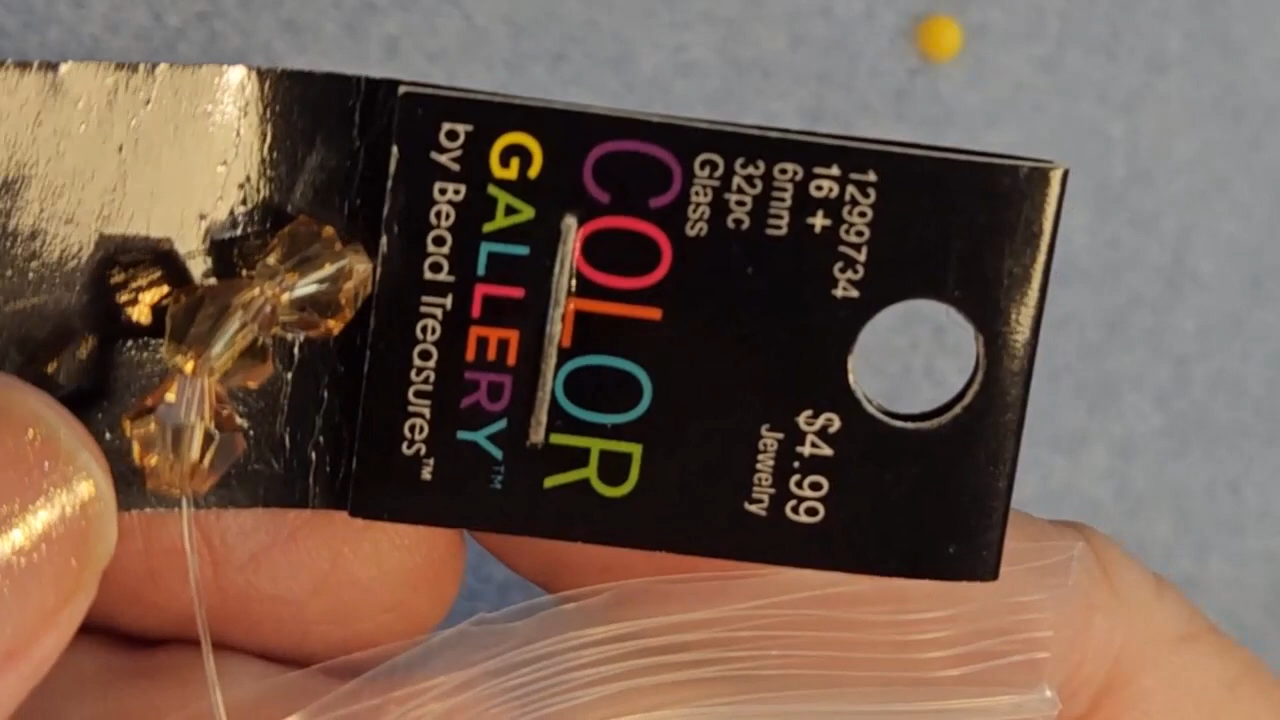 1299734
16 +
6mm
32pc
Glass
$4.99
Jewelry
COLOR
GALLERY™
by Bead Treasures™